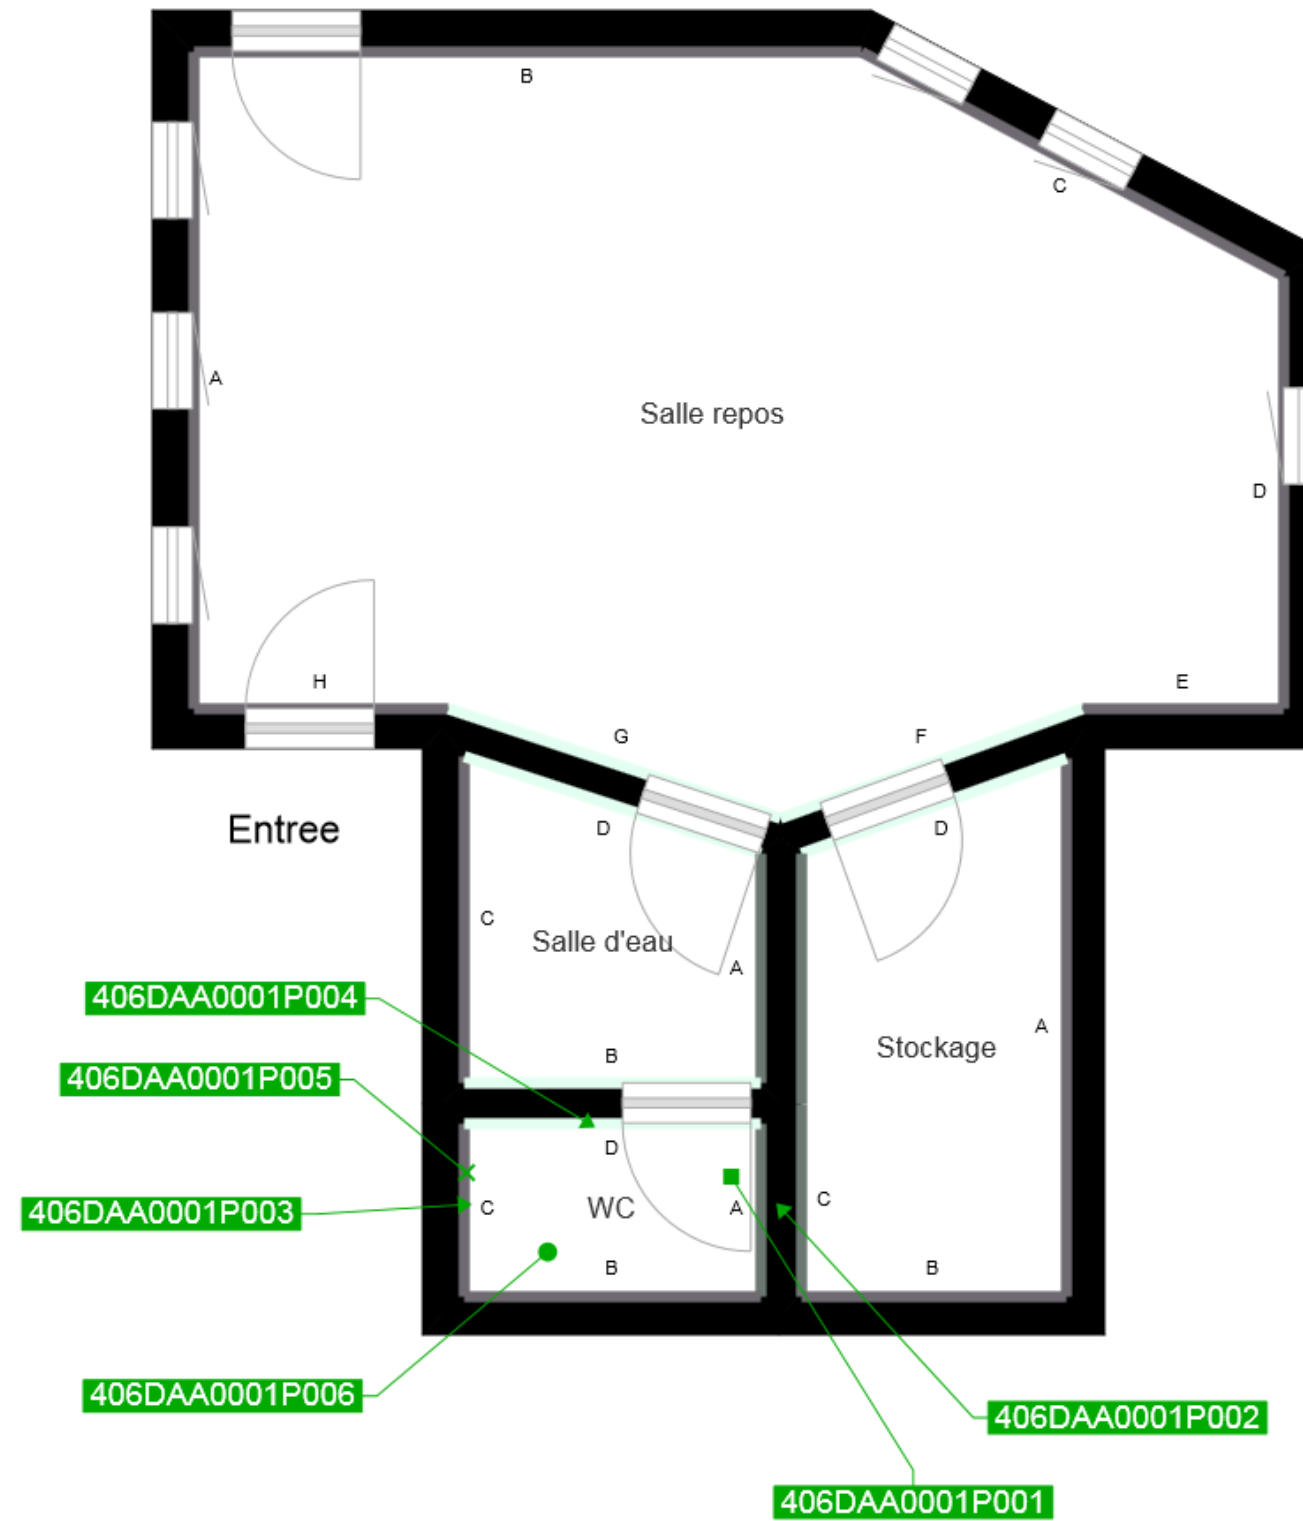 B
C
A
Salle repos
D
H
E
G
F
Entree
D
D
C
Salle d'eau
A
406DAA0001P004
A
Stockage
B
406DAA0001P005
D
406DAA0001P003
C
WC
A
C
B
B
406DAA0001P006
406DAA0001P002
406DAA0001P001